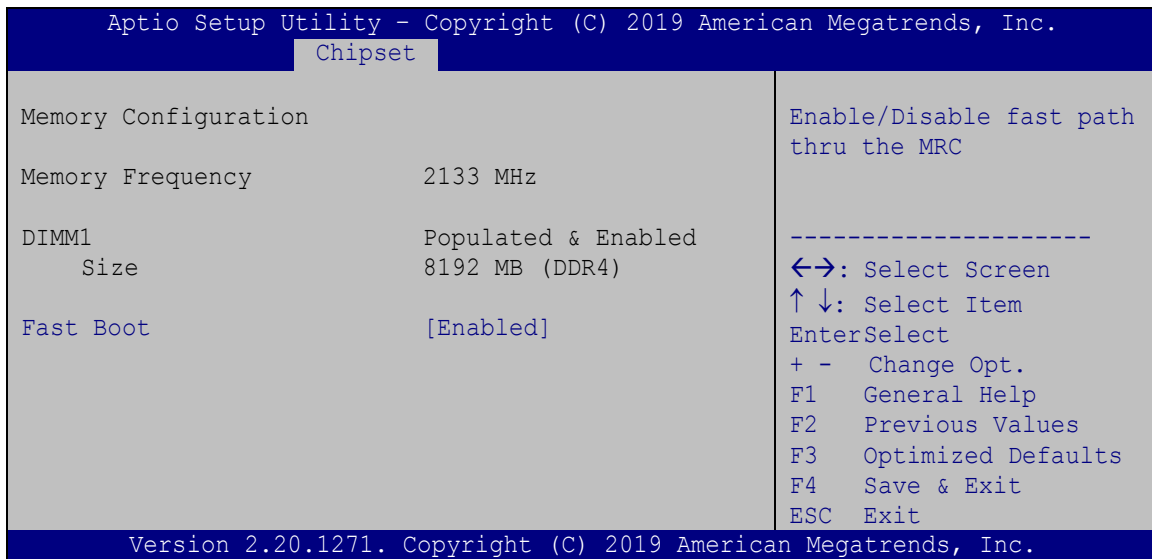 Aptio Setup Utility – Copyright (C) 2019 American Megatrends, Inc.
Chipset
Memory Configuration
Memory Frequency 2133 MHz
DIMM1 Populated & Enabled
Size 8192 MB (DDR4)
Fast Boot [Enabled]
Enable/Disable fast path
thru the MRC
---------------------
←→: Select Screen
↑ ↓: Select Item
EnterSelect
+ - Change Opt.
F1 General Help
F2 Previous Values
F3 Optimized Defaults
F4 Save & Exit
ESC Exit
Version 2.20.1271. Copyright (C) 2019 American Megatrends, Inc.